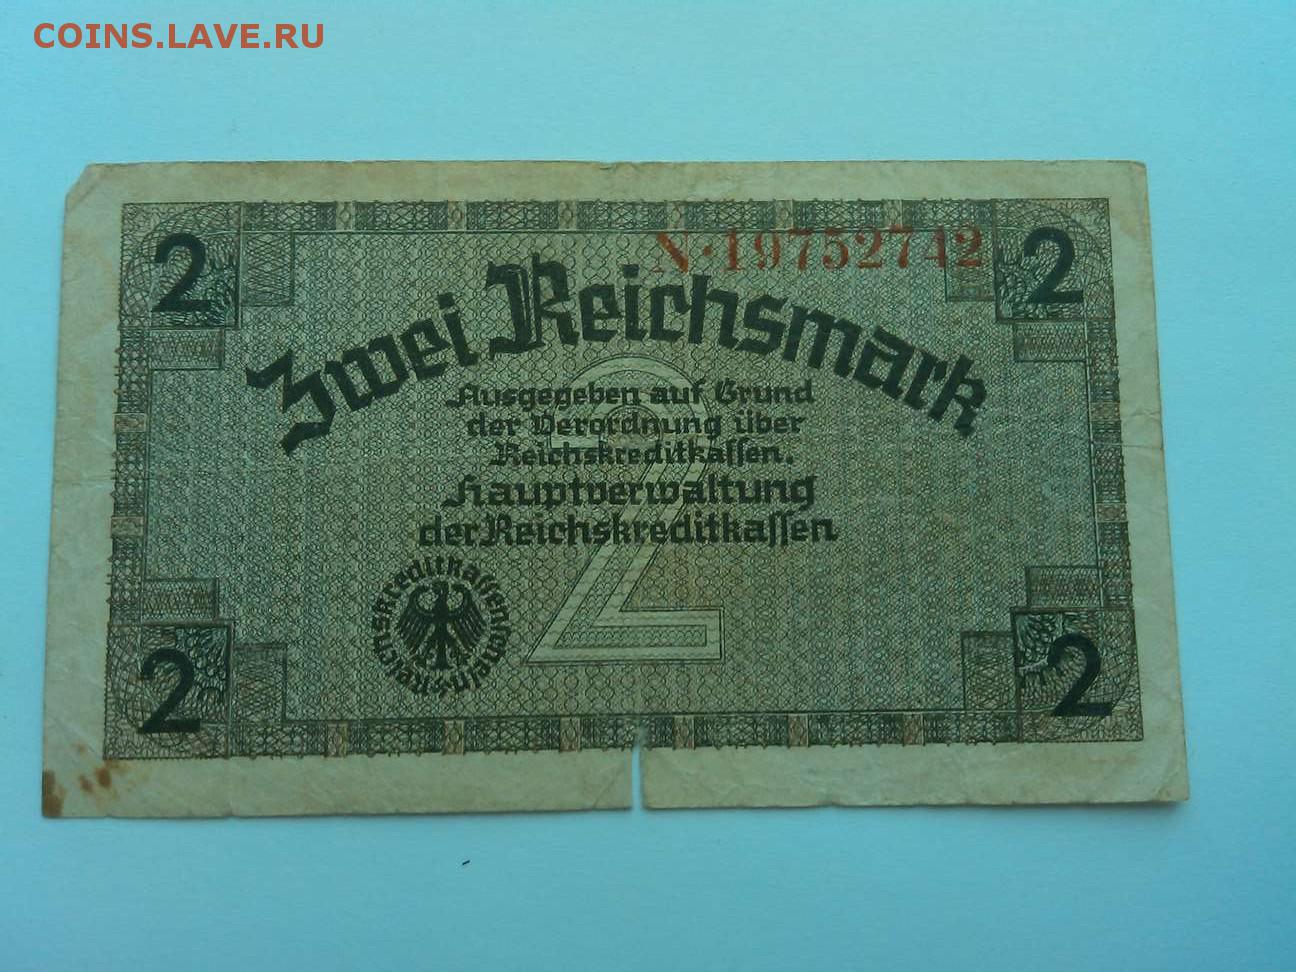 COINS.LAVE.RU
2 2
N·19752742
Zwei Reichsmark
Ausgegeben auf Grund
der Verordnung über
Reichskreditkassen.
Hauptverwaltung
der Reichskreditkassen
2
Reichskreditkassenschein
2 2